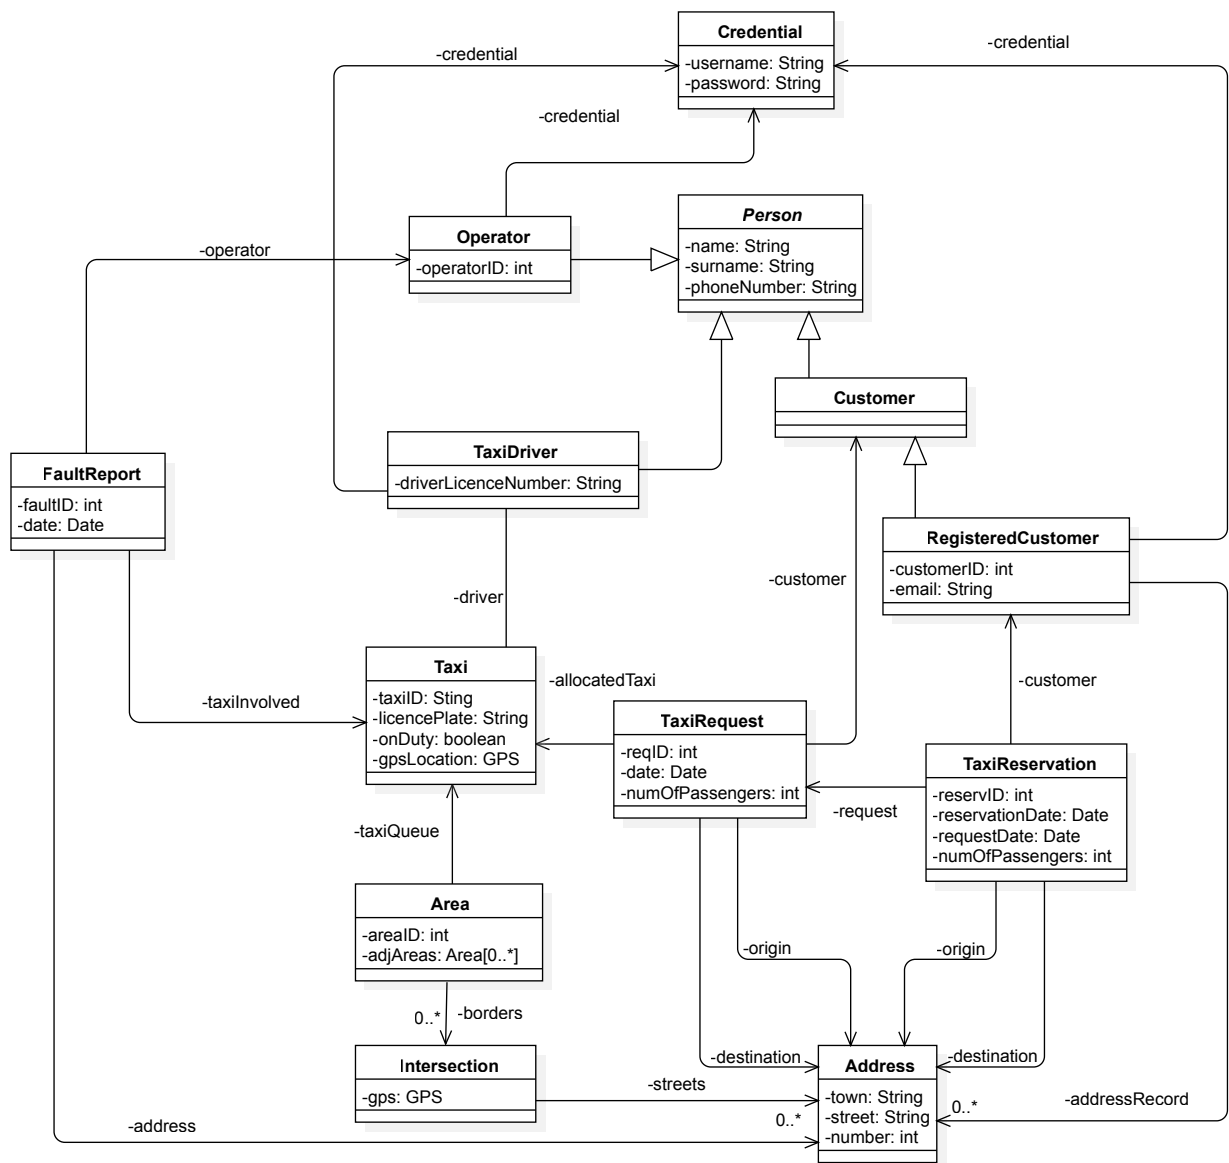 Credential
-username: String
-password: String
-credential
-credential
-credential
Person
-name: String
-surname: String
-phoneNumber: String
Operator
-operatorID: int
-operator
Customer
TaxiDriver
-driverLicenceNumber: String
FaultReport
-faultID: int
-date: Date
RegisteredCustomer
-customerID: int
-email: String
-customer
-driver
Taxi
-taxiID: Sting
-licencePlate: String
-onDuty: boolean
-gpsLocation: GPS
-taxiInvolved
-allocatedTaxi
-customer
TaxiRequest
-reqID: int
-date: Date
-numOfPassengers: int
TaxiReservation
-reservID: int
-reservationDate: Date
-requestDate: Date
-numOfPassengers: int
-request
-taxiQueue
Area
-areaID: int
-adjAreas: Area[0..*]
-origin
-origin
0..*
-borders
Intersection
-gps: GPS
-destination
-destination
Address
-town: String
-street: String
-number: int
-streets
0..*
0..*
-addressRecord
-address